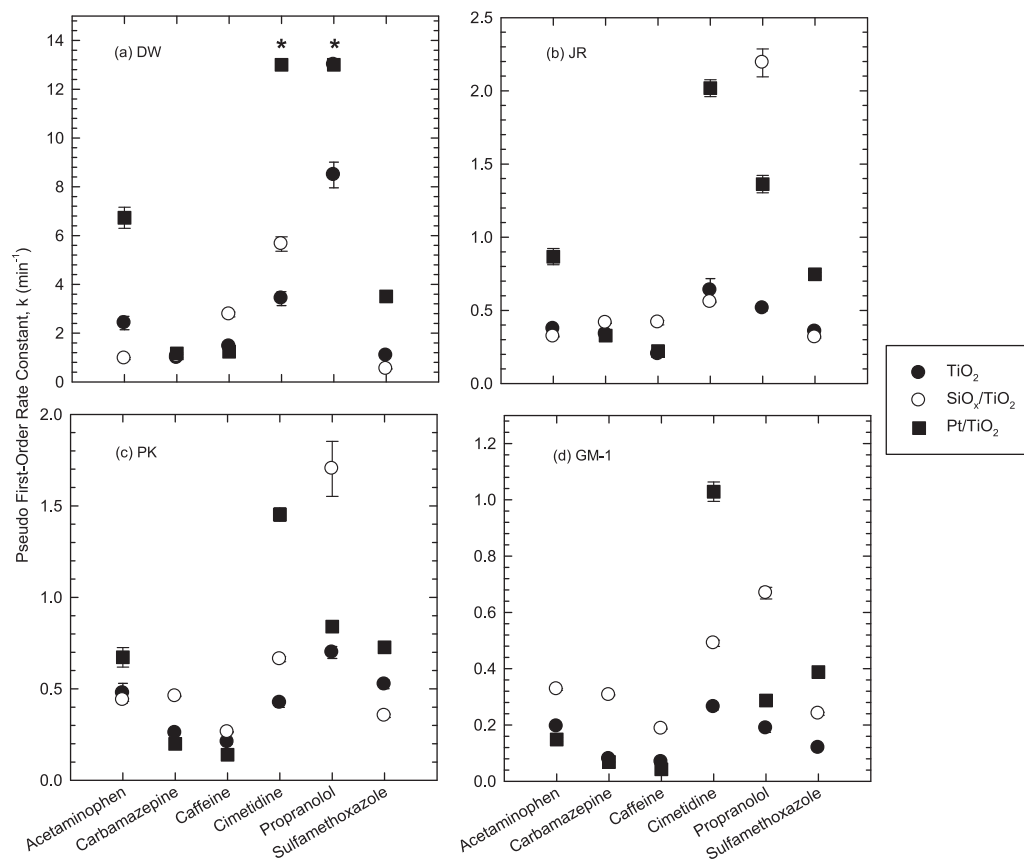 (a) DW
* *
14
12
10
8
6
4
2
0
(b) JR
2.5
2.0
1.5
1.0
0.5
0.0
Pseudo First-Order Rate Constant, k (min⁻¹)
TiO₂
SiOₓ/TiO₂
Pt/TiO₂
(c) PK
2.0
1.5
1.0
0.5
0.0
Acetaminophen
Carbamazepine
Caffeine
Cimetidine
Propranolol
Sulfamethoxazole
(d) GM-1
1.2
1.0
0.8
0.6
0.4
0.2
0.0
Acetaminophen
Carbamazepine
Caffeine
Cimetidine
Propranolol
Sulfamethoxazole